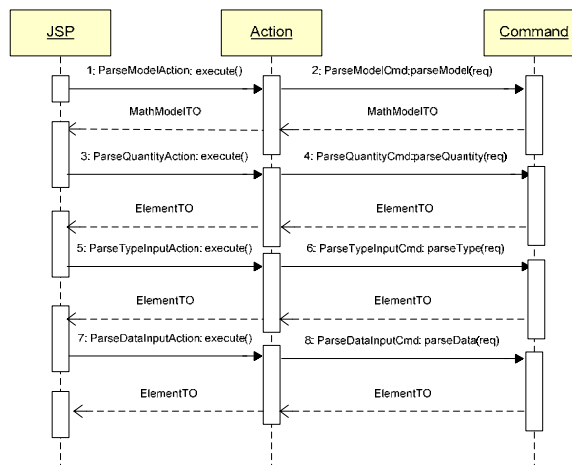 JSP
Action
Command
1: ParseModelAction: execute()
2: ParseModelCmd:parseModel(req)
MathModelTO
MathModelTO
3: ParseQuantityAction: execute()
4: ParseQuantityCmd:parseQuantity(req)
ElementTO
ElementTO
5: ParseTypeInputAction: execute()
6: ParseTypeInputCmd: parseType(req)
ElementTO
ElementTO
7: ParseDataInputAction: execute()
8: ParseDataInputCmd: parseData(req)
ElementTO
ElementTO